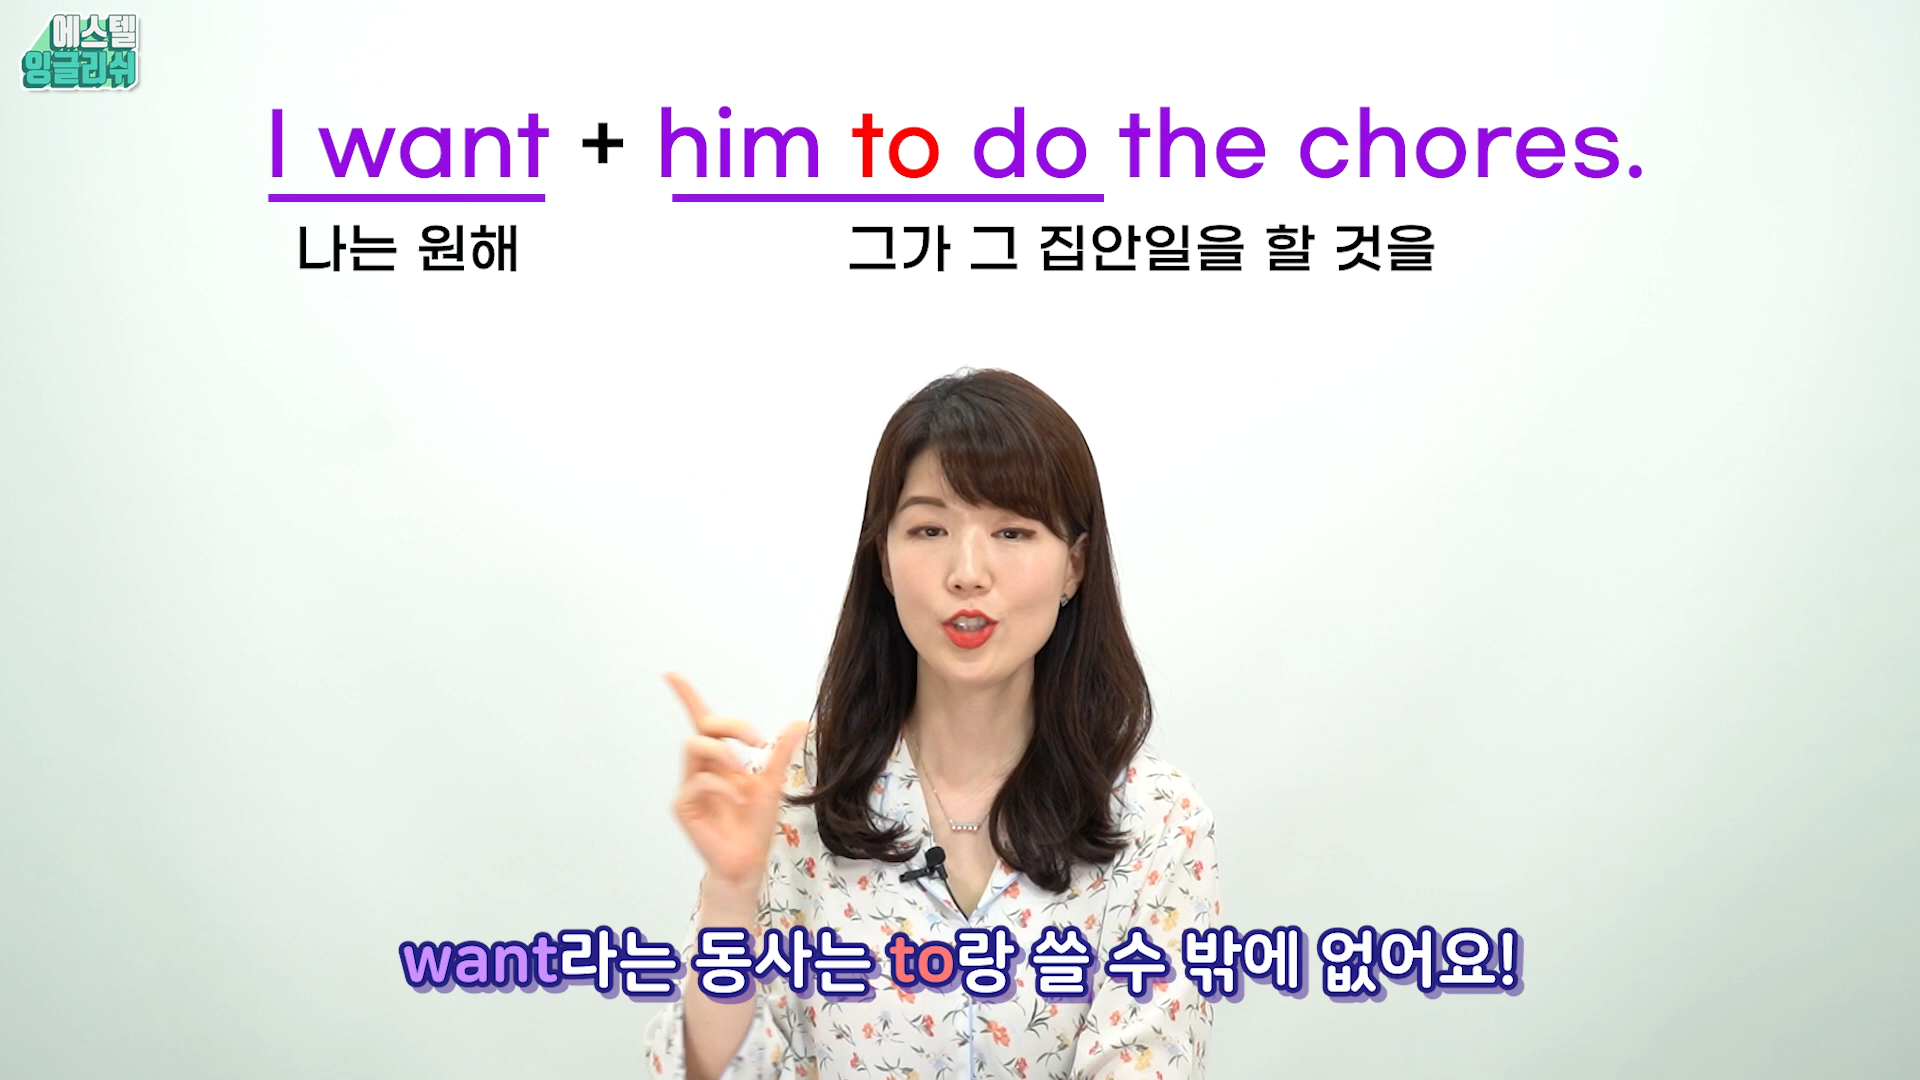 에스텔
잉글리쉬
I want + him to do the chores.
나는 원해 그가 그 집안일을 할 것을
want라는 동사는 to랑 쓸 수 밖에 없어요!